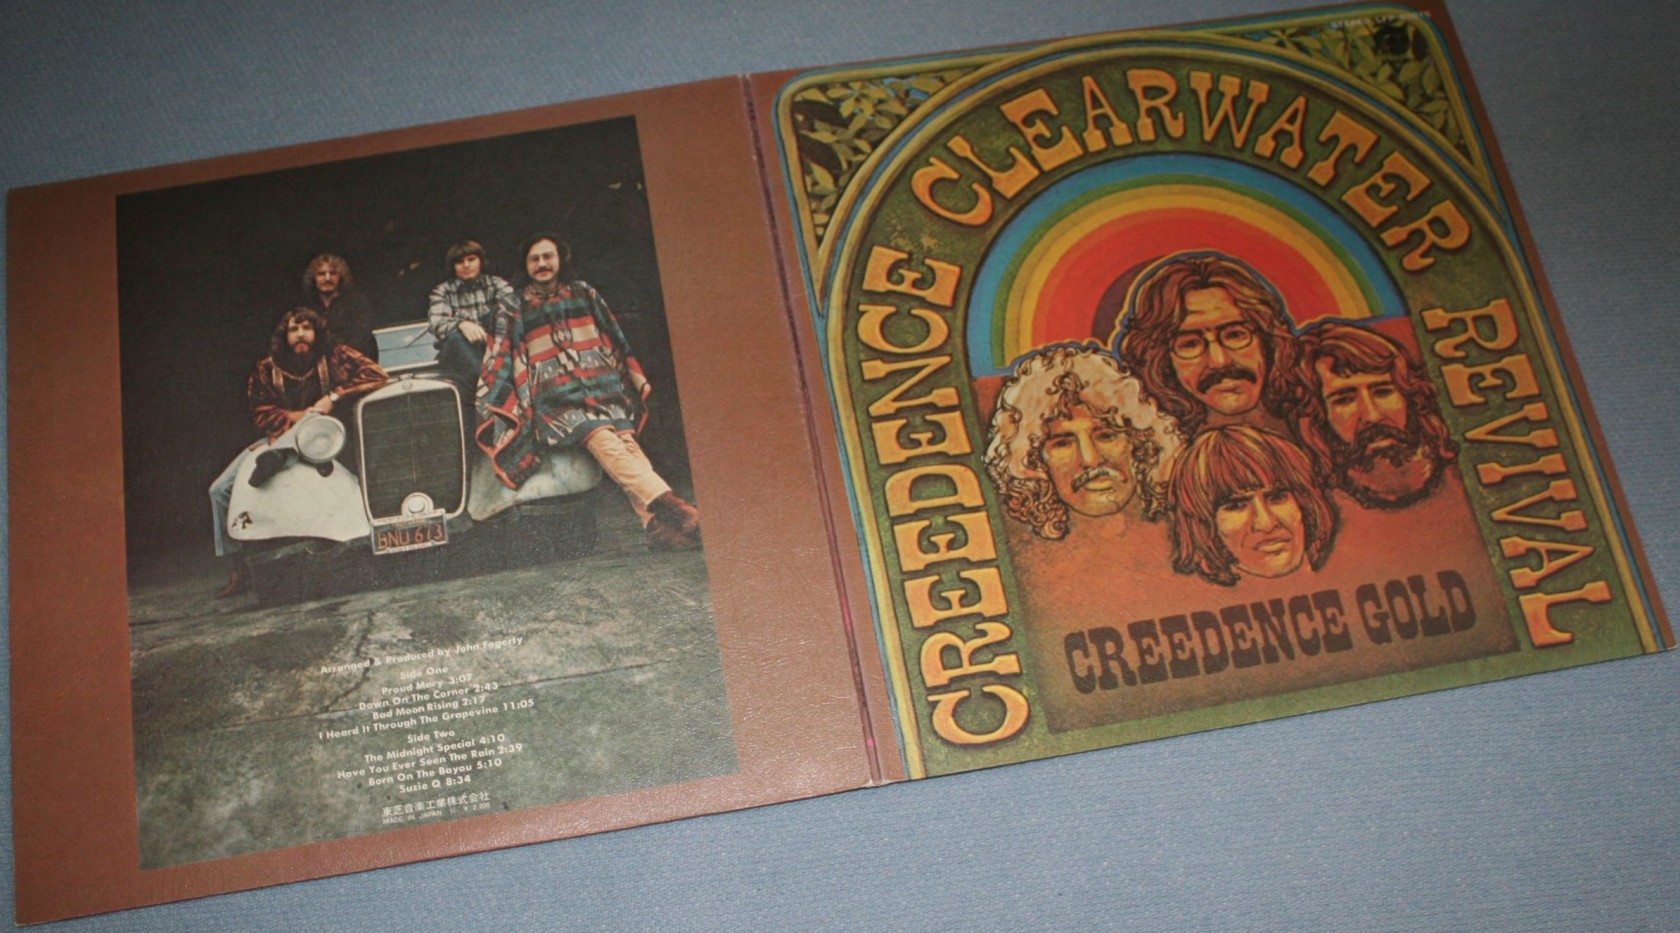 Arranged & Produced by John Fogerty
Side One
Proud Mary 3:07
Down On The Corner 2:43
Bad Moon Rising 2:17
I Heard It Through The Grapevine 11:05
Side Two
The Midnight Special 4:10
Have You Ever Seen The Rain 2:39
Born On The Bayou 5:10
Suzie Q 8:34
東芝音楽工業株式会社
MADE IN JAPAN
BNU 613
CREEDENCE CLEARWATER REVIVAL
CREEDENCE GOLD
STEREO